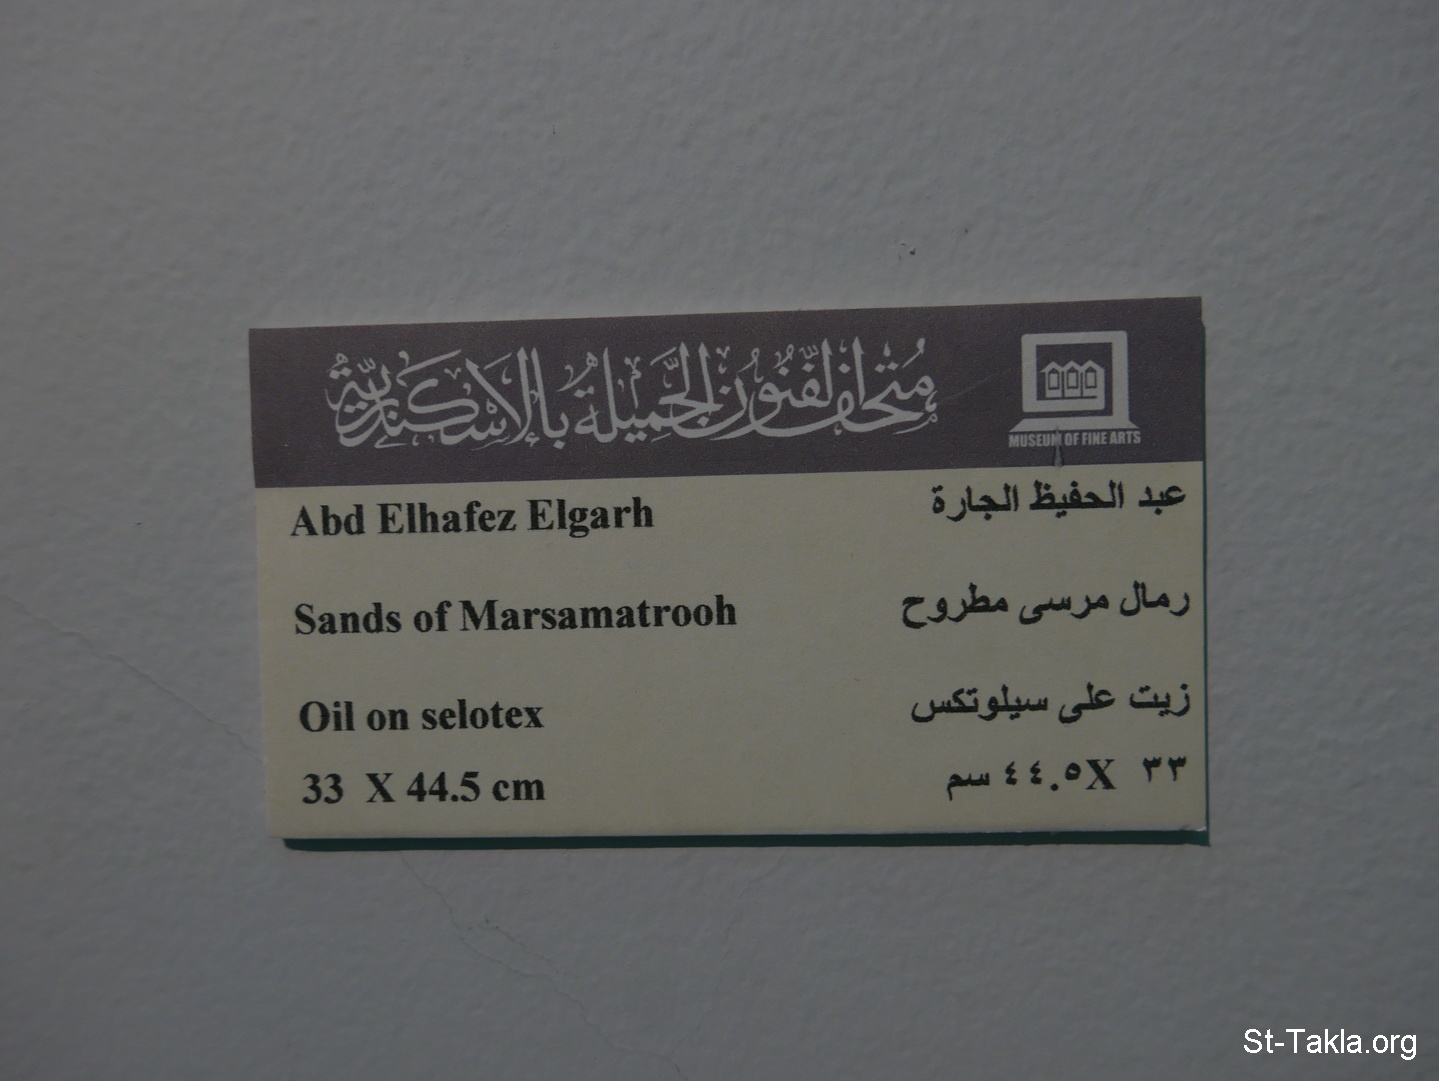 متحف الفنون الجميلة بالاسكندرية
MUSEUM OF FINE ARTS
Abd Elhafez Elgarh
عبد الحفيظ الجارة
Sands of Marsamatrooh
رمال مرسى مطروح
Oil on selotex
زيت على سيلوتكس
33 X 44.5 cm
٣٣ X٤٤.٥ سم
St-Takla.org